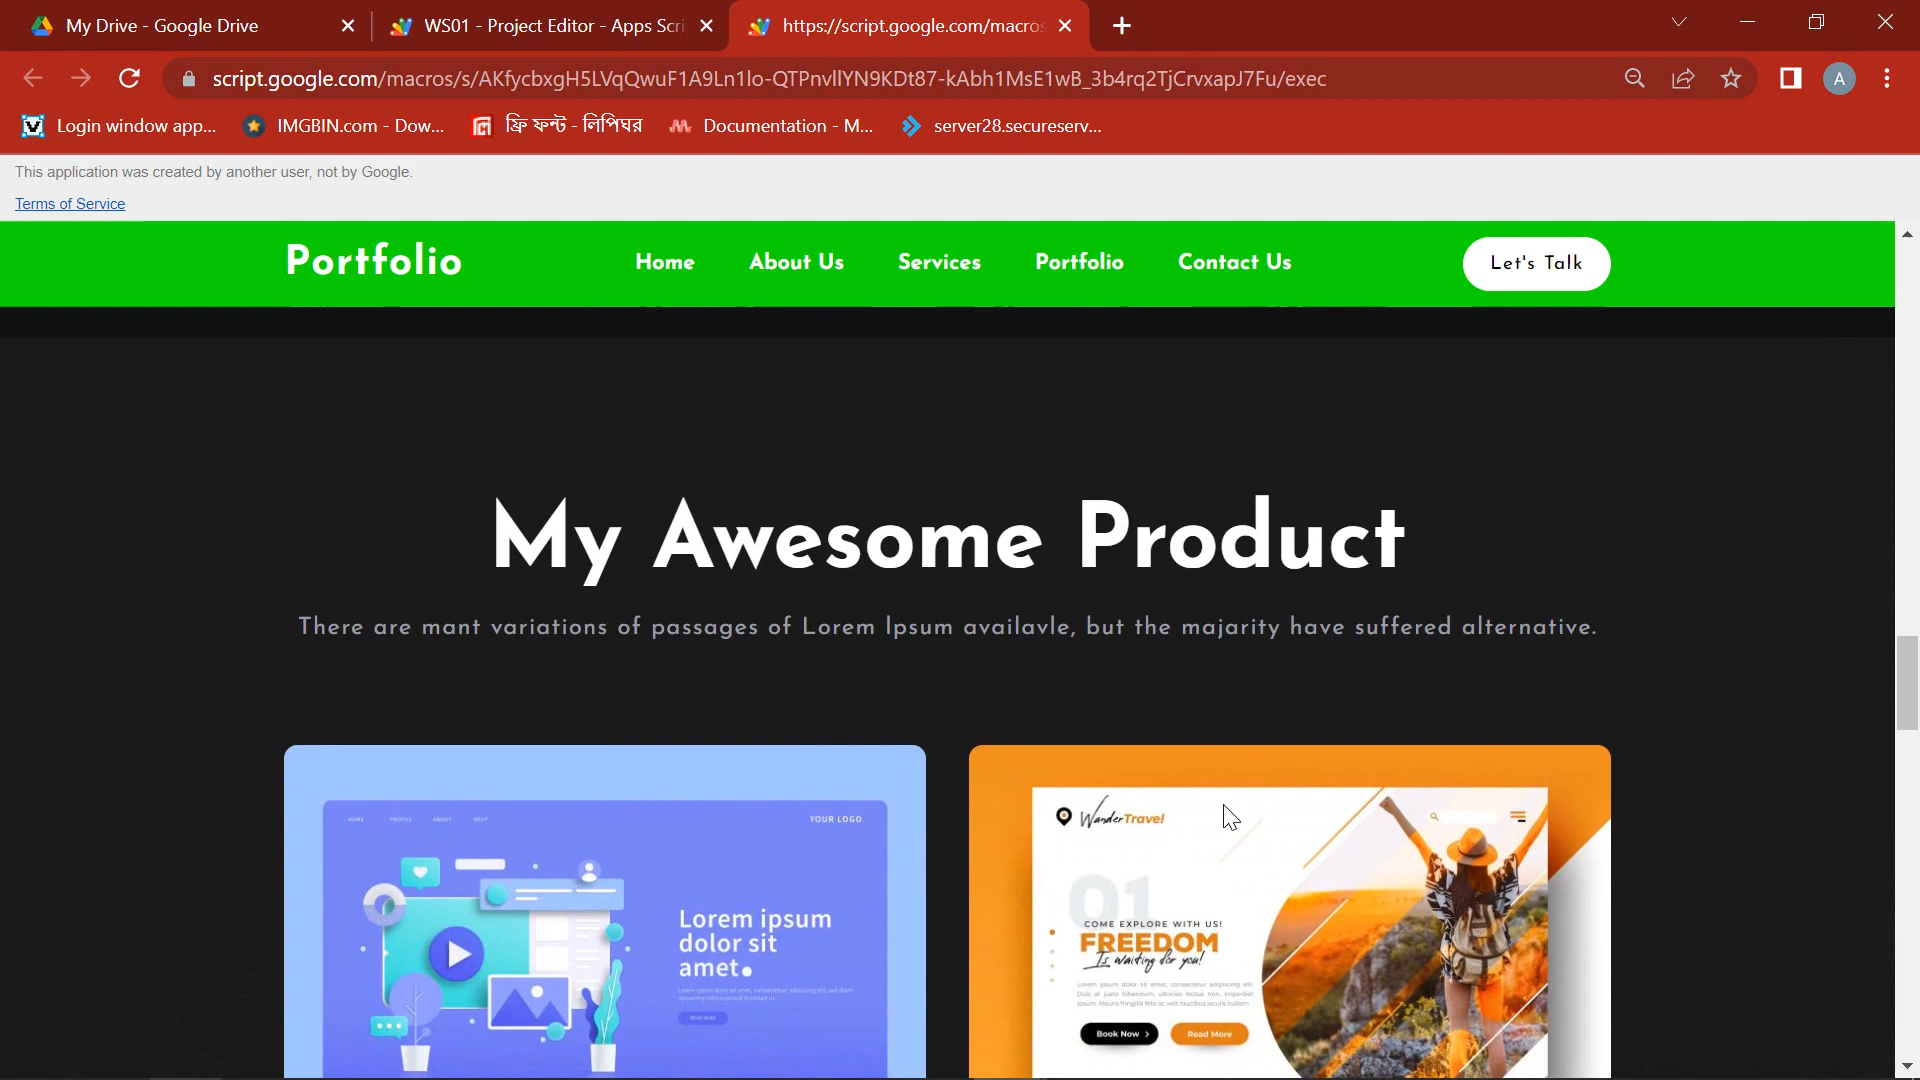 My Drive - Google Drive
WS01 - Project Editor - Apps Scri
https://script.google.com/macros
script.google.com/macros/s/AKfycbxgH5LVqQwuF1A9Ln1lo-QTPnvllYN9KDt87-kAbh1MsE1wB_3b4rq2TjCrvxapJ7Fu/exec
A
Login window app...
IMGBIN.com - Dow...
ফ্রি ফন্ট - লিপিঘর
Documentation - M...
server28.secureserv...
This application was created by another user, not by Google.
Terms of Service
Portfolio
Home
About Us
Services
Portfolio
Contact Us
Let's Talk
My Awesome Product
There are mant variations of passages of Lorem Ipsum availavle, but the majarity have suffered alternative.
HOME
PROFILE
ABOUT
HELP
YOUR LOGO
Lorem ipsum
dolor sit
amet
READ MORE
WanderTravel
01
COME EXPLORE WITH US!
FREEDOM
Is waiting for you!
Book Now
Read More